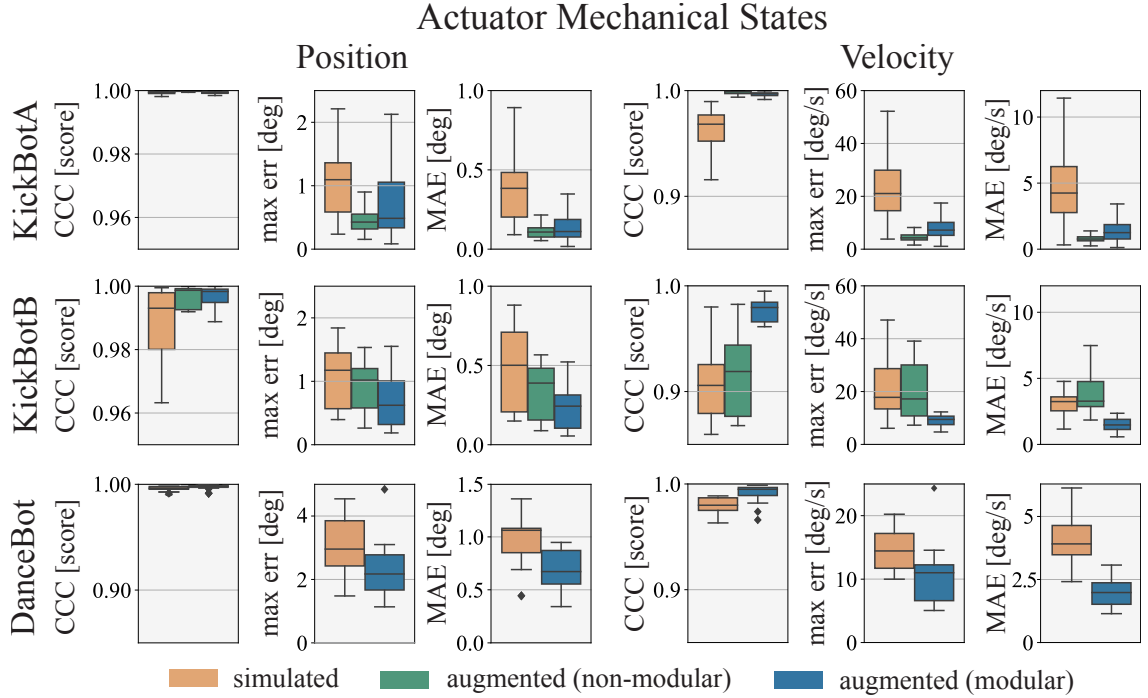 Actuator Mechanical States
Position
Velocity
KickBotA
CCC [score]
1.00
0.98
0.96
max err [deg]
2
1
0
MAE [deg]
1.0
0.5
0.0
CCC [score]
1.0
0.9
max err [deg/s]
60
40
20
0
MAE [deg/s]
10
5
0
KickBotB
CCC [score]
1.00
0.98
0.96
max err [deg]
2
1
0
MAE [deg]
1.0
0.5
0.0
CCC [score]
1.00
0.9
max err [deg/s]
60
40
20
0
MAE [deg/s]
10
5
0
DanceBot
CCC [score]
1.00
0.90
max err [deg]
4
2
0
MAE [deg]
1.5
1.0
0.5
0.0
CCC [score]
1.0
0.9
max err [deg/s]
20
10
0
MAE [deg/s]
5
2.5
0
simulated
augmented (non-modular)
augmented (modular)